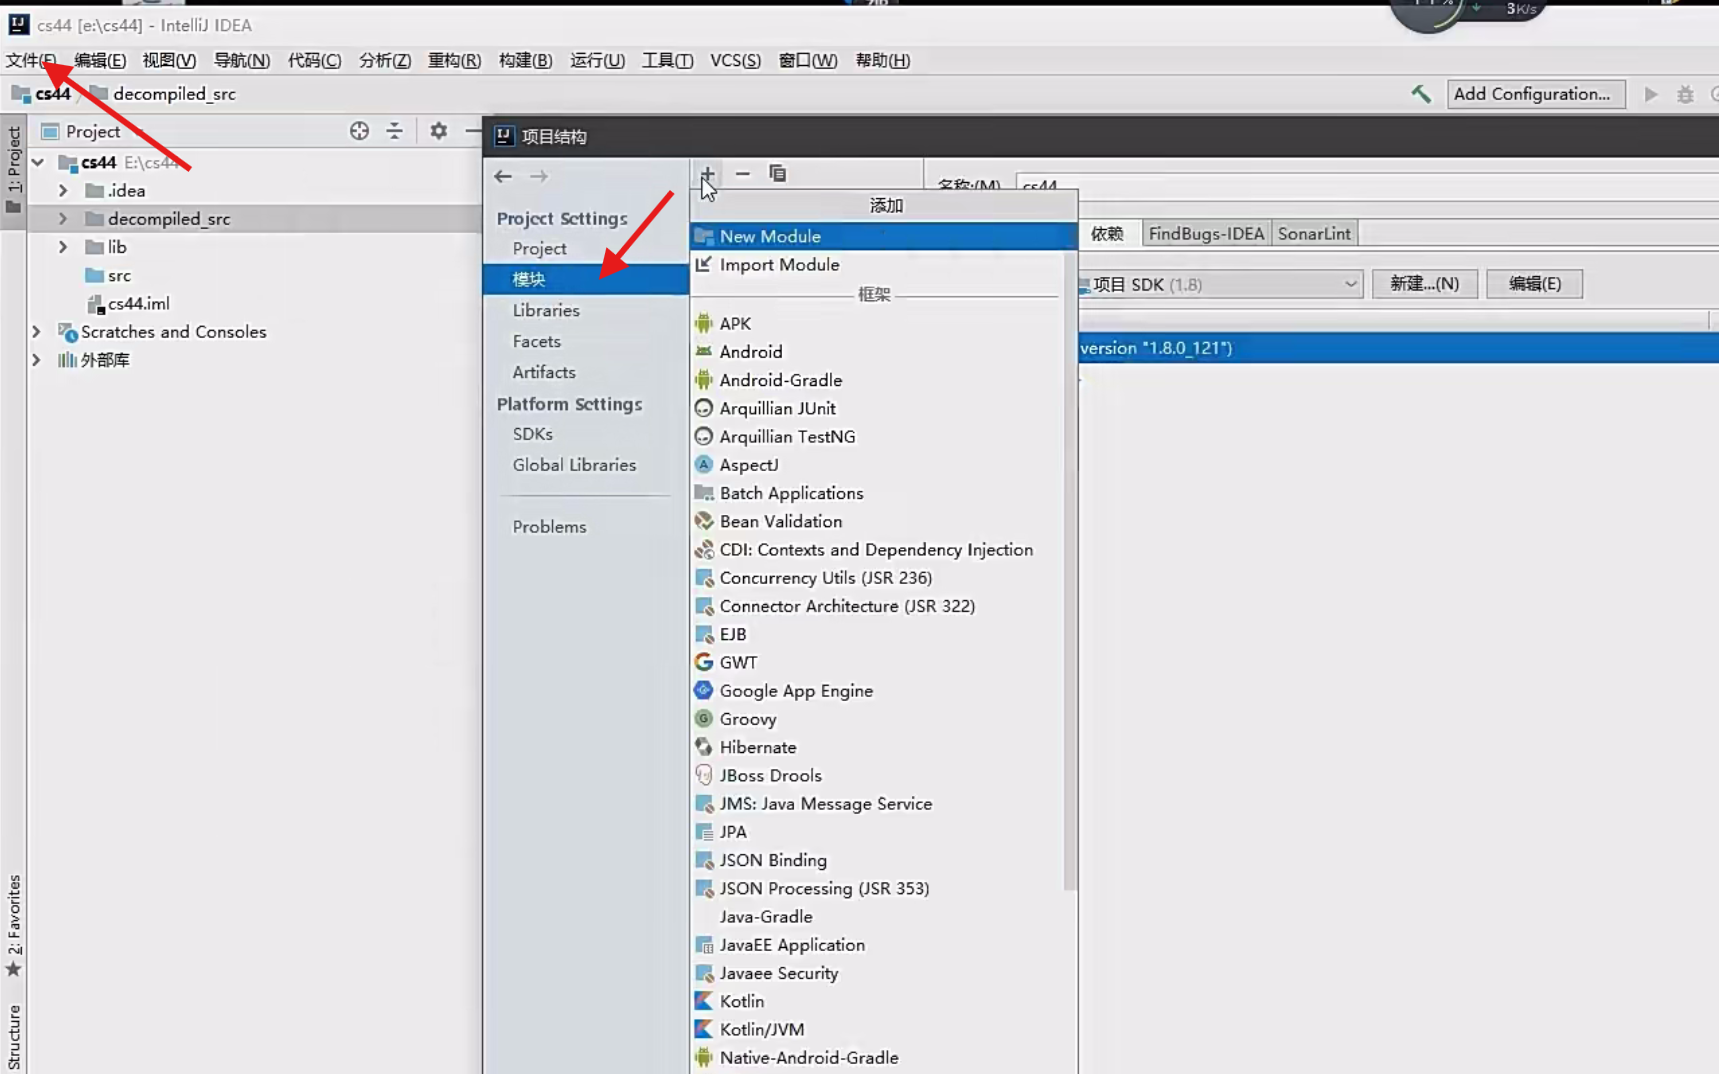 cs44 [e:\cs44] - IntelliJ IDEA
3K/s
文件(F) 编辑(E) 视图(V) 导航(N) 代码(C) 分析(Z) 重构(R) 构建(B) 运行(U) 工具(T) VCS(S) 窗口(W) 帮助(H)
cs44 decompiled_src
Add Configuration...
1: Project
Project
cs44 E:\cs44
.idea
decompiled_src
lib
src
cs44.iml
Scratches and Consoles
外部库
2: Favorites
Structure
项目结构
Project Settings
Project
模块
Libraries
Facets
Artifacts
Platform Settings
SDKs
Global Libraries
Problems
添加
New Module
Import Module
框架
APK
Android
Android-Gradle
Arquillian JUnit
Arquillian TestNG
AspectJ
Batch Applications
Bean Validation
CDI: Contexts and Dependency Injection
Concurrency Utils (JSR 236)
Connector Architecture (JSR 322)
EJB
GWT
Google App Engine
Groovy
Hibernate
JBoss Drools
JMS: Java Message Service
JPA
JSON Binding
JSON Processing (JSR 353)
Java-Gradle
JavaEE Application
Javaee Security
Kotlin
Kotlin/JVM
Native-Android-Gradle
名称:(M) cs44
依赖 FindBugs-IDEA SonarLint
项目 SDK (1.8) 新建...(N) 编辑(E)
version "1.8.0_121")